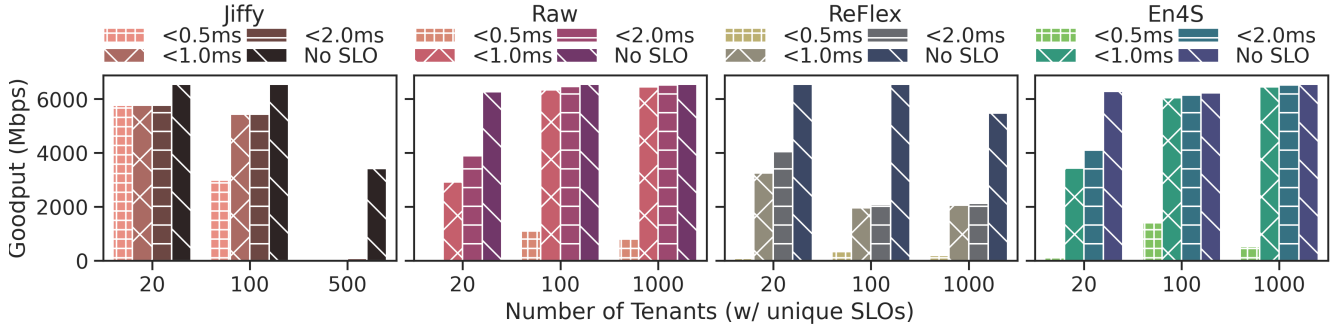 Jiffy Raw ReFlex En4S
<0.5ms <2.0ms <0.5ms <2.0ms <0.5ms <2.0ms <0.5ms <2.0ms
<1.0ms No SLO <1.0ms No SLO <1.0ms No SLO <1.0ms No SLO
Goodput (Mbps)
6000
4000
2000
0
20 100 500 20 100 1000 20 100 1000 20 100 1000
Number of Tenants (w/ unique SLOs)